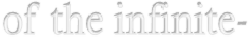 of the infinite-